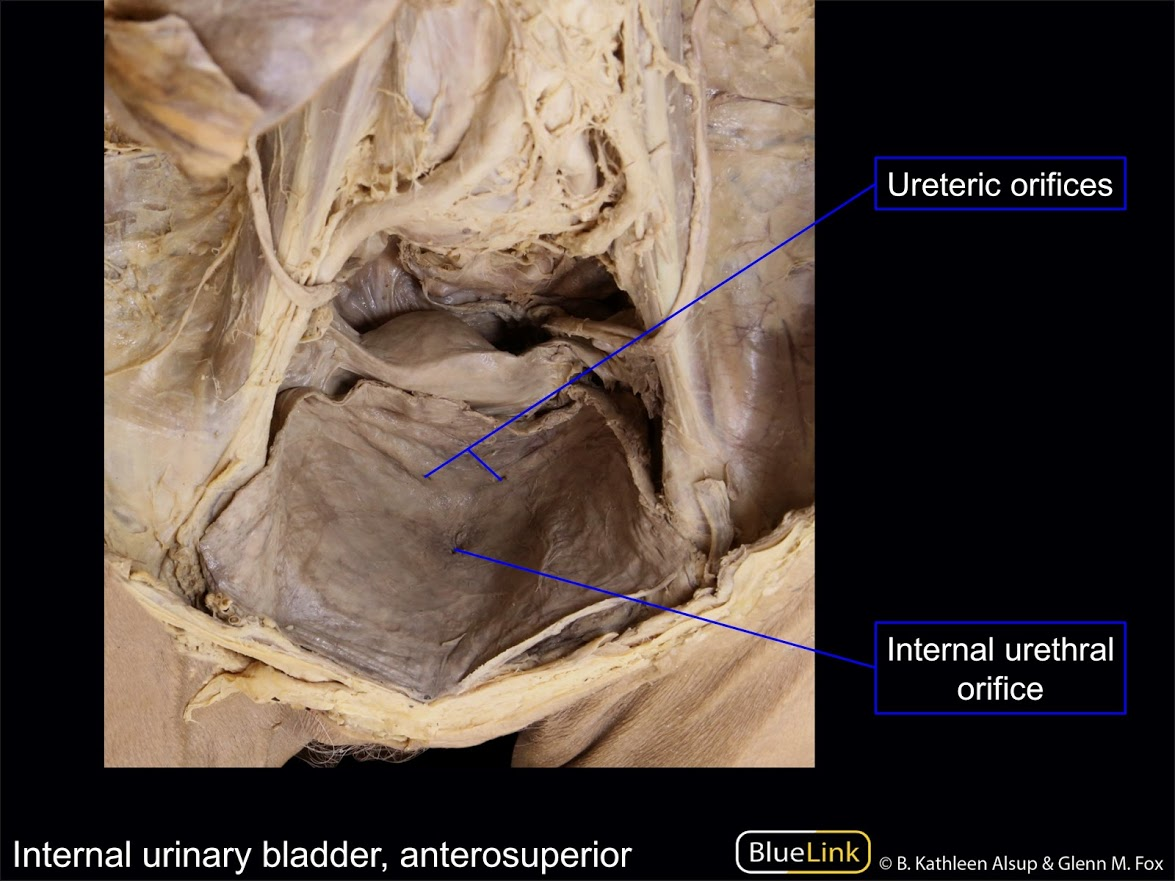 Ureteric orifices
Internal urethral
orifice
Internal urinary bladder, anterosuperior
BlueLink
© B. Kathleen Alsup & Glenn M. Fox